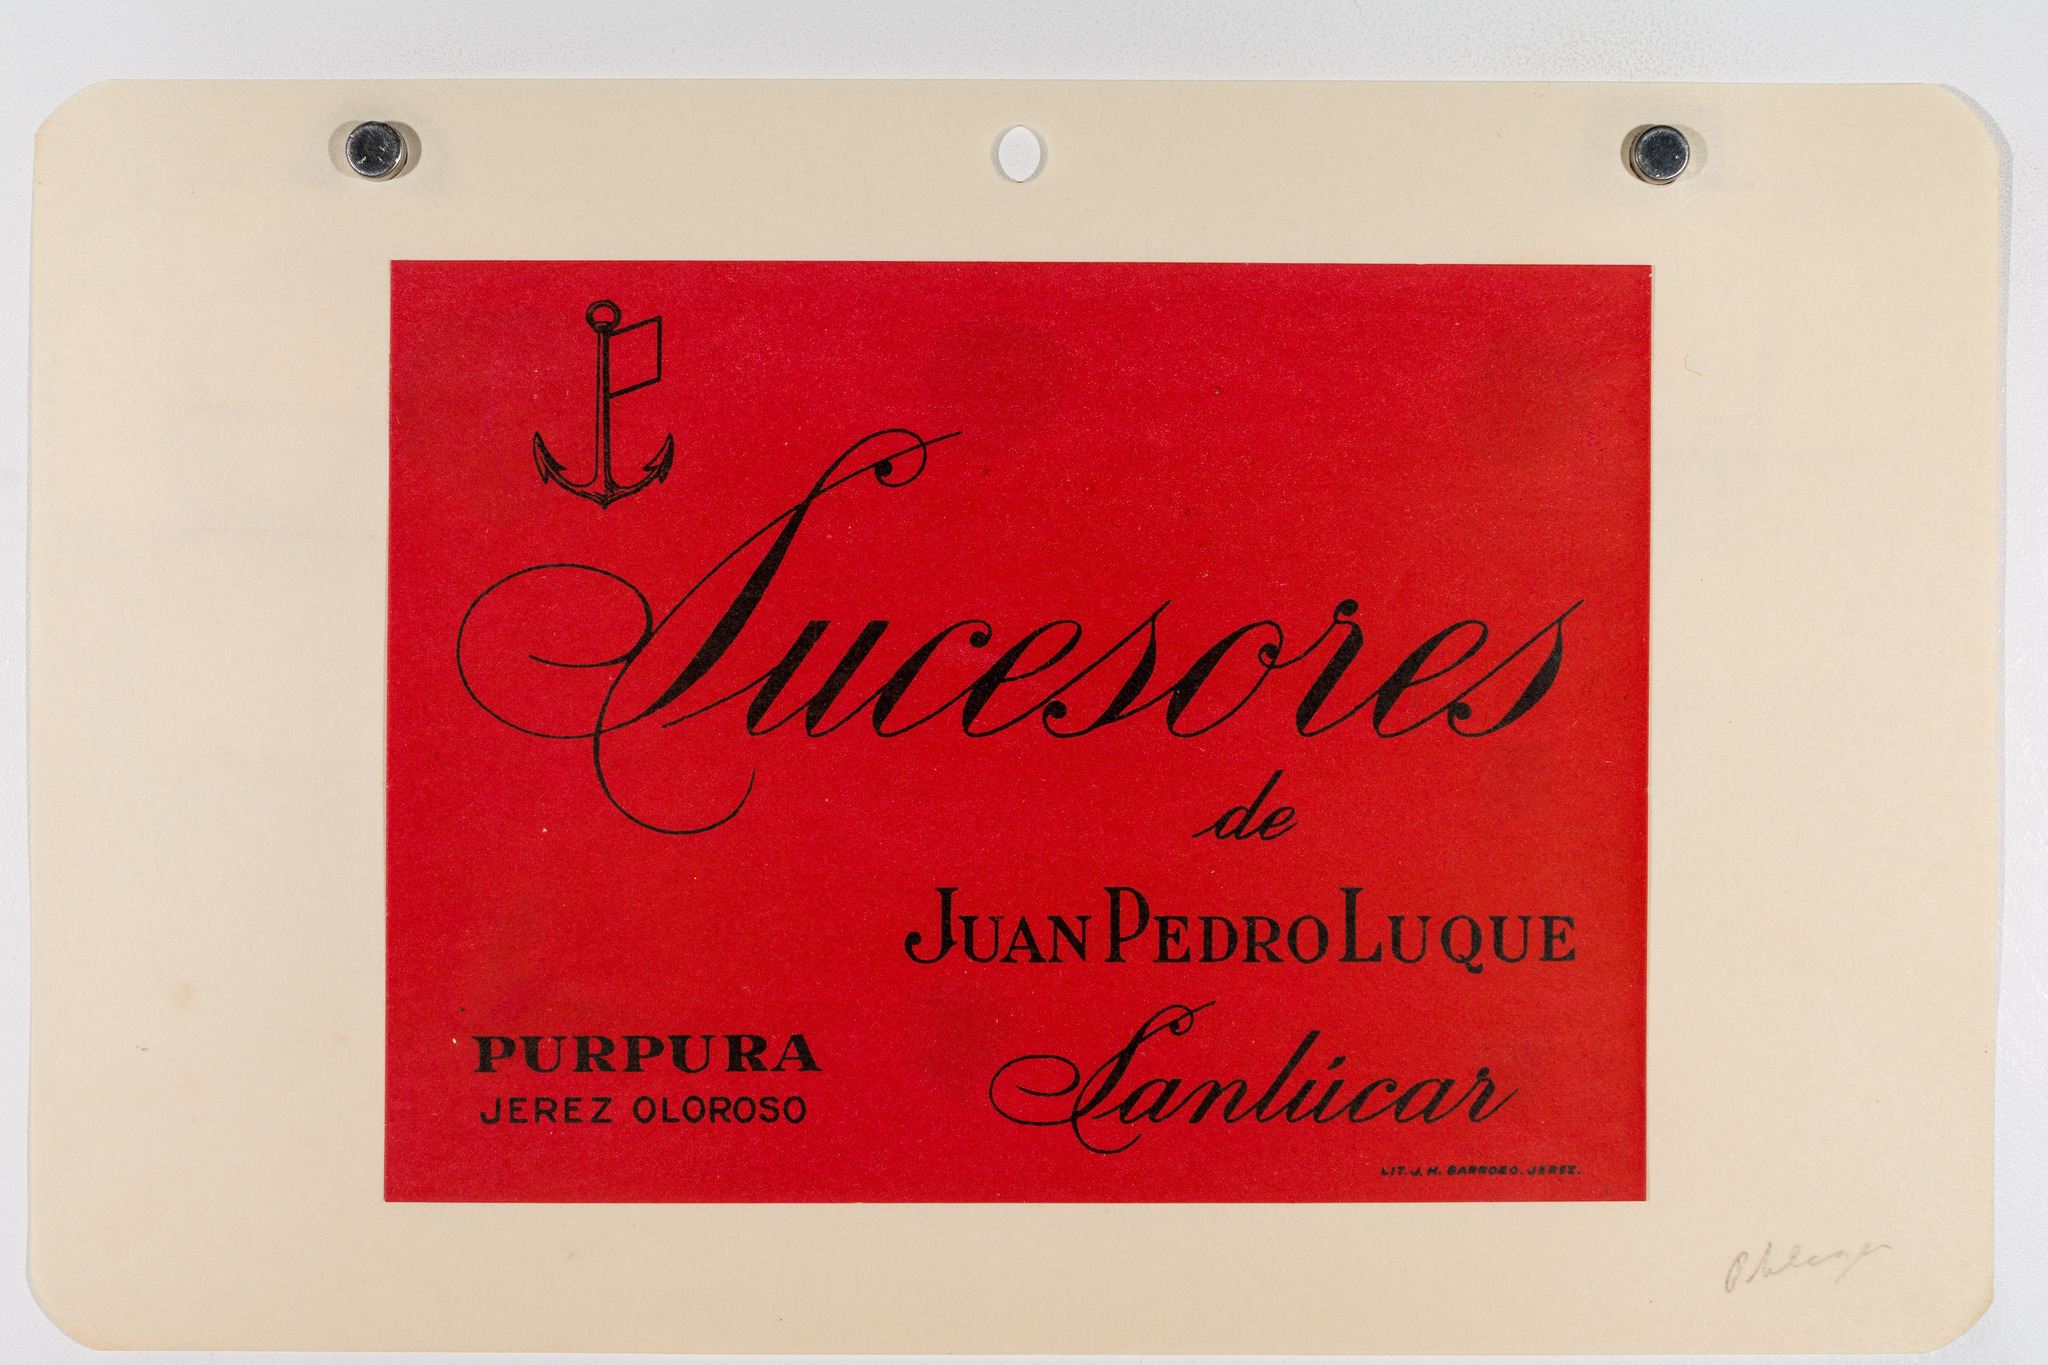 Sucesores
de
JUAN PEDRO LUQUE
Sanlúcar
PURPURA
JEREZ OLOROSO
LIT. J. H. BARROSO. JEREZ.